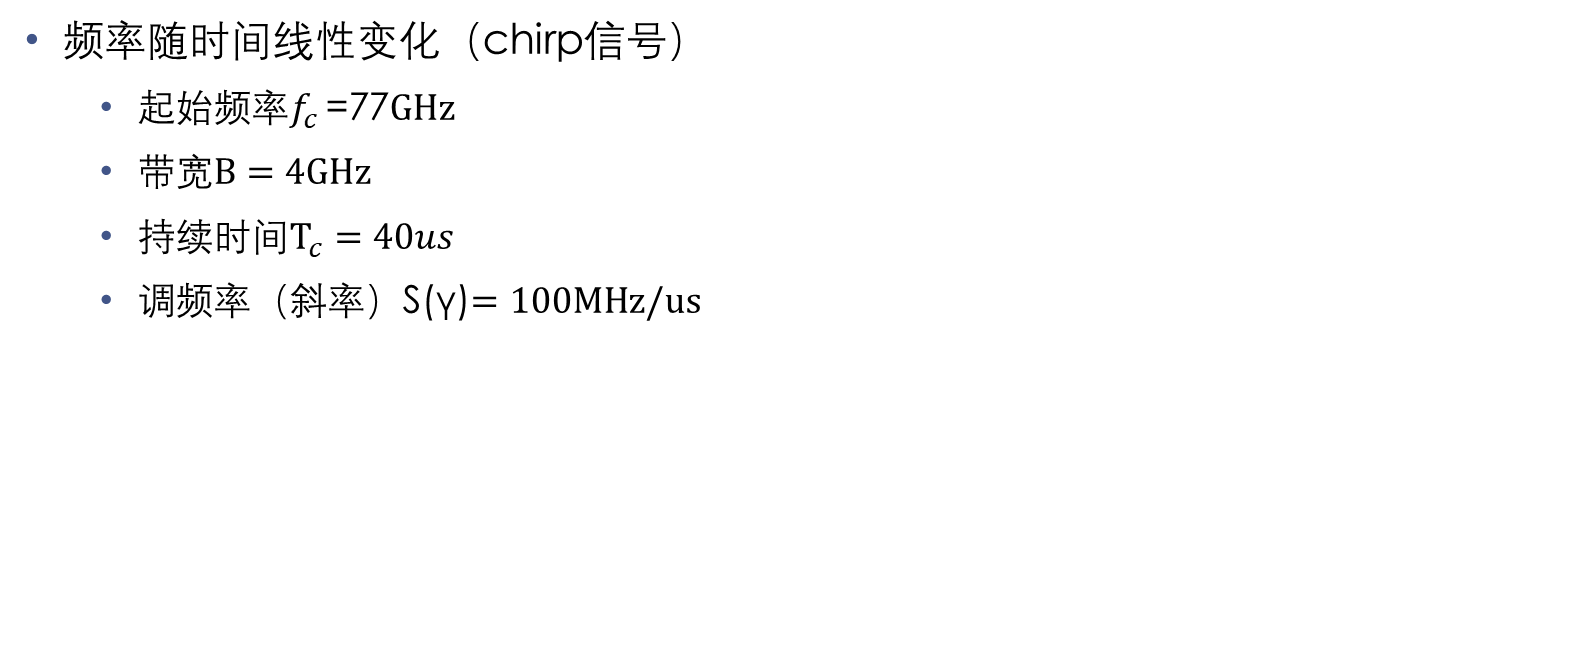 • 频率随时间线性变化（chirp信号）
• 起始频率f_c =77GHz
• 带宽B = 4GHz
• 持续时间T_c = 40us
• 调频率（斜率）S(γ)= 100MHz/us